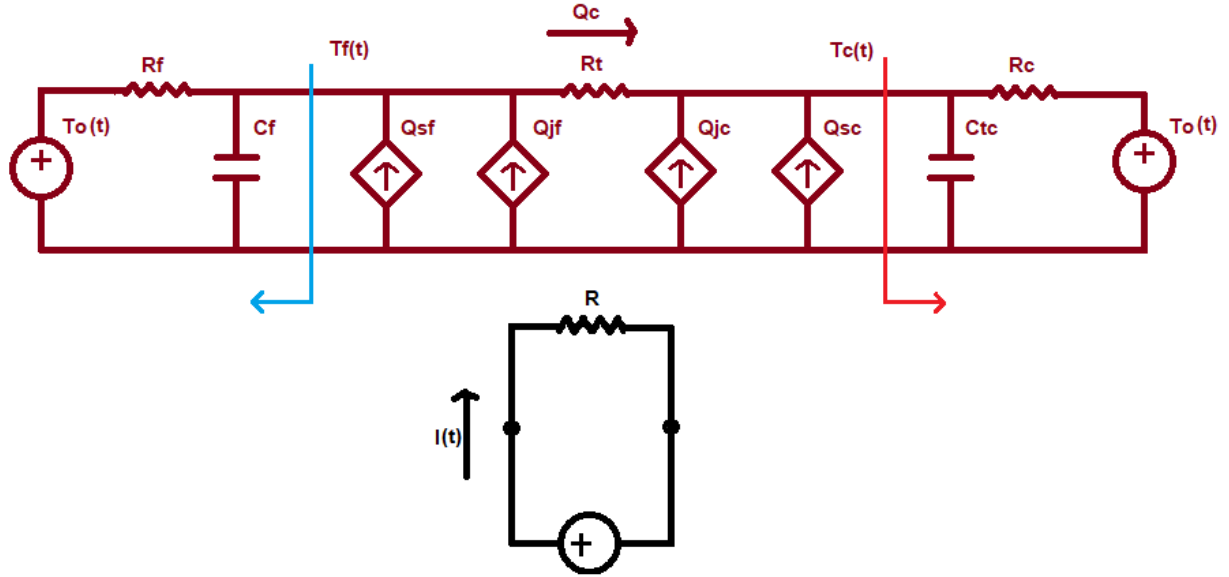 Qc
Tf(t)
Tc(t)
Rf
Rt
Rc
To(t)
Cf
Qsf
Qjf
Qjc
Qsc
Ctc
To(t)
+
+
R
I(t)
+